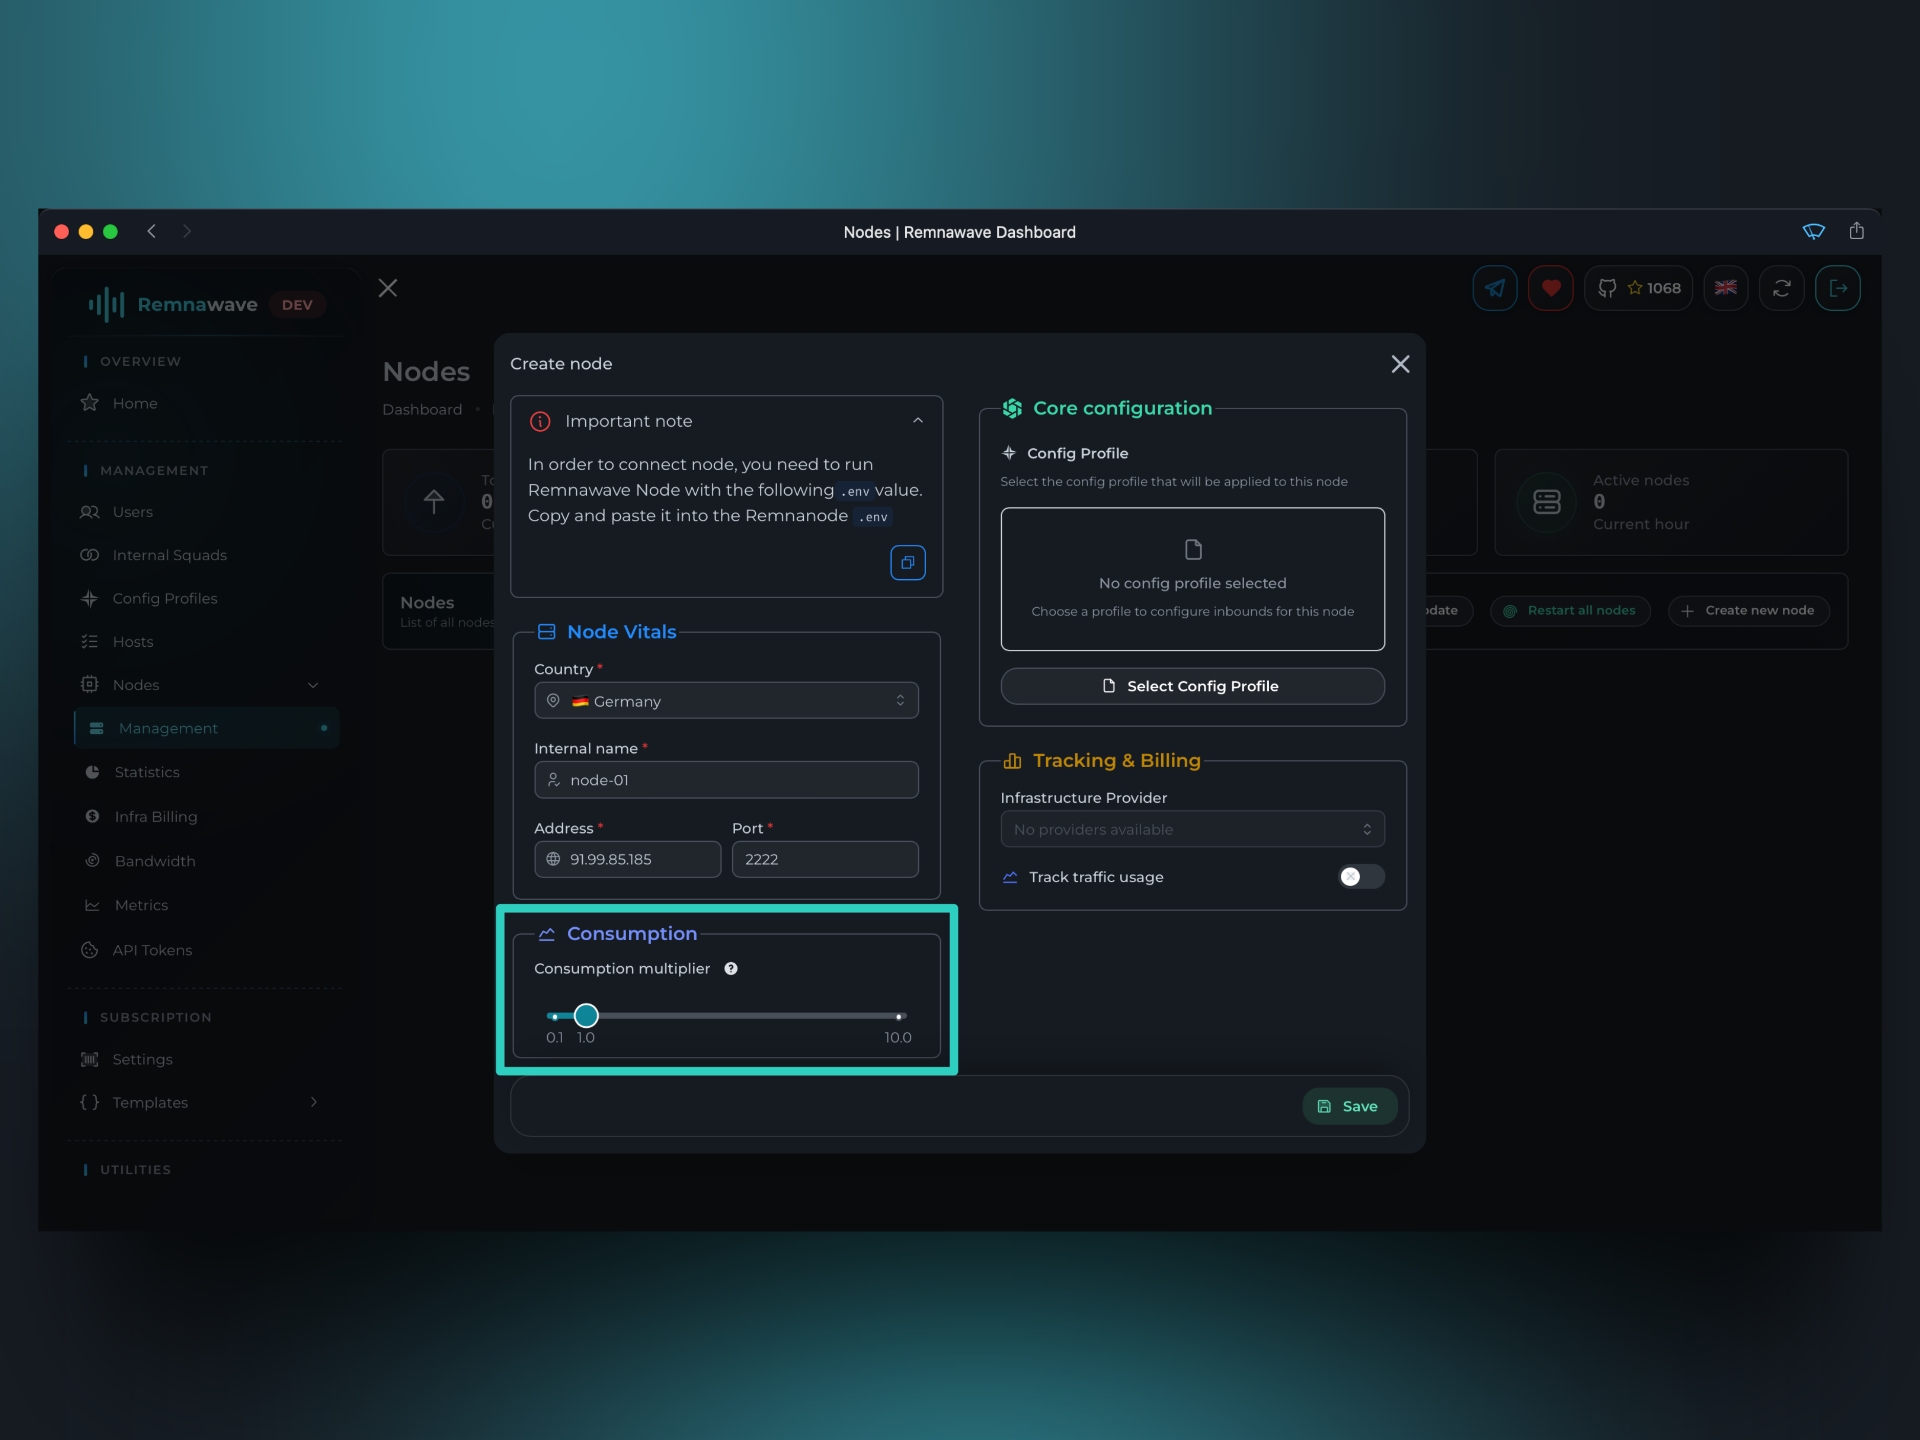 Nodes | Remnawave Dashboard
Remnawave DEV
1068
OVERVIEW
Home
MANAGEMENT
Users
Internal Squads
Config Profiles
Hosts
Nodes
Management
Statistics
Infra Billing
Bandwidth
Metrics
API Tokens
SUBSCRIPTION
Settings
Templates
UTILITIES
Nodes
Dashboard
0
Nodes
List of all nodes
Active nodes
0
Current hour
Restart all nodes
Create new node
Create node
Important note
In order to connect node, you need to run
Remnawave Node with the following .env value.
Copy and paste it into the Remnanode .env
Node Vitals
Country *
Germany
Internal name *
node-01
Address * Port *
91.99.85.185 2222
Consumption
Consumption multiplier
0.1 1.0 10.0
Core configuration
Config Profile
Select the config profile that will be applied to this node
No config profile selected
Choose a profile to configure inbounds for this node
Select Config Profile
Tracking & Billing
Infrastructure Provider
No providers available
Track traffic usage
Save